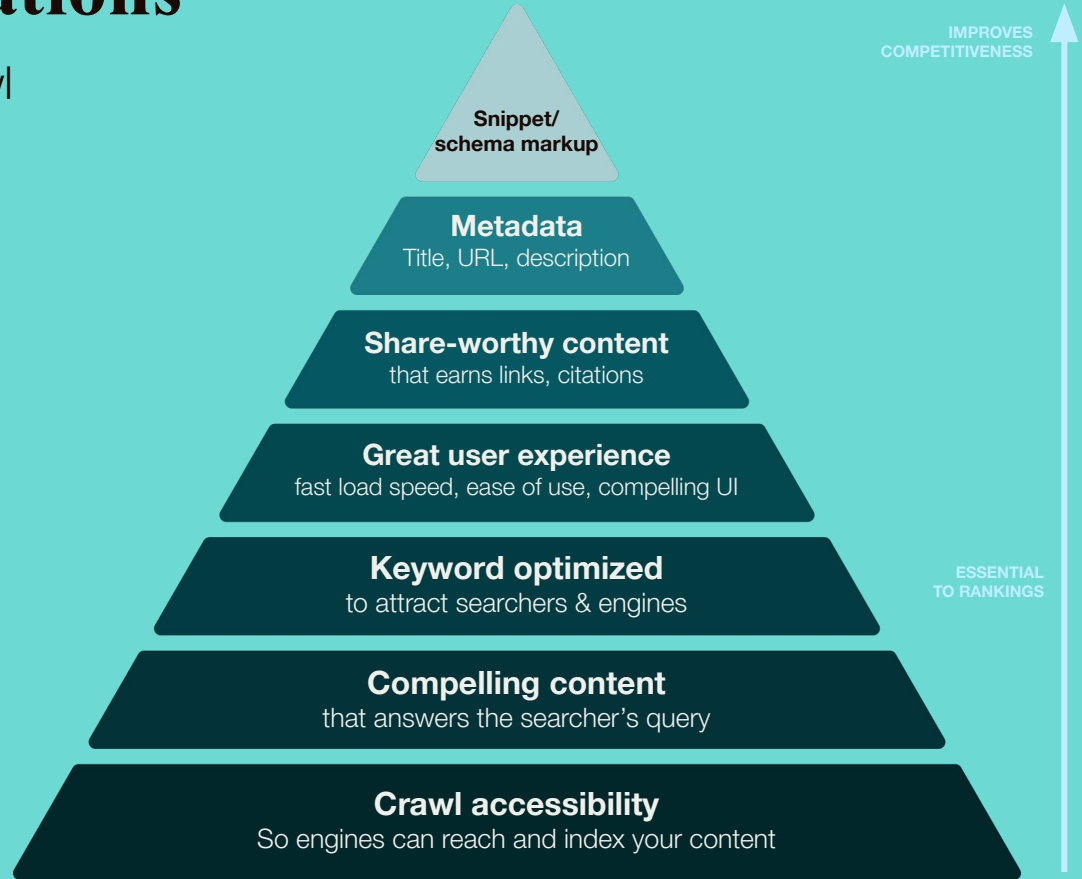 IMPROVES
COMPETITIVENESS
Snippet/
schema markup
Metadata
Title, URL, description
Share-worthy content
that earns links, citations
Great user experience
fast load speed, ease of use, compelling UI
Keyword optimized
to attract searchers & engines
ESSENTIAL
TO RANKINGS
Compelling content
that answers the searcher’s query
Crawl accessibility
So engines can reach and index your content